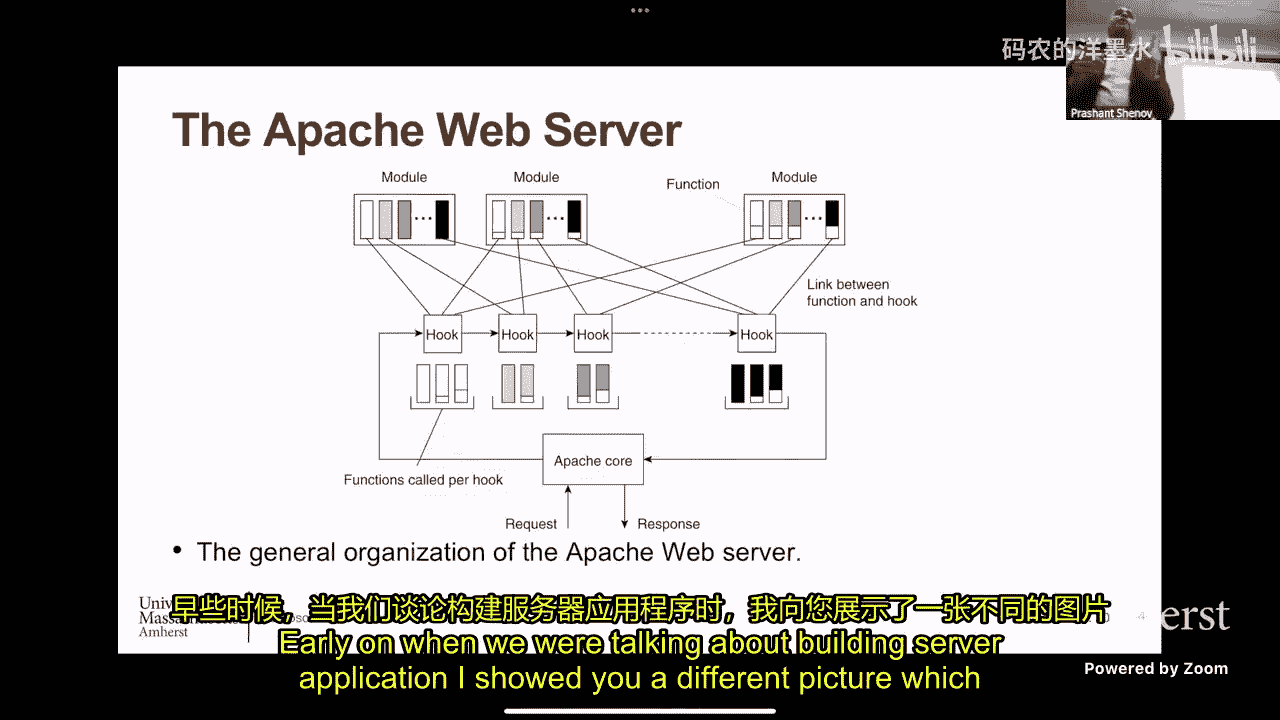 码农的洋墨水 bilibili
Prashant Shenoy
The Apache Web Server
Module
Module
Function
Module
Link between
function and hook
Hook
Hook
Hook
Hook
Apache core
Functions called per hook
Request
Response
• The general organization of the Apache Web server.
Amherst
早些时候，当我们谈论构建服务器应用程序时，我向您展示了一张不同的图片
Early on when we were talking about building server
application I showed you a different picture which
Powered by Zoom